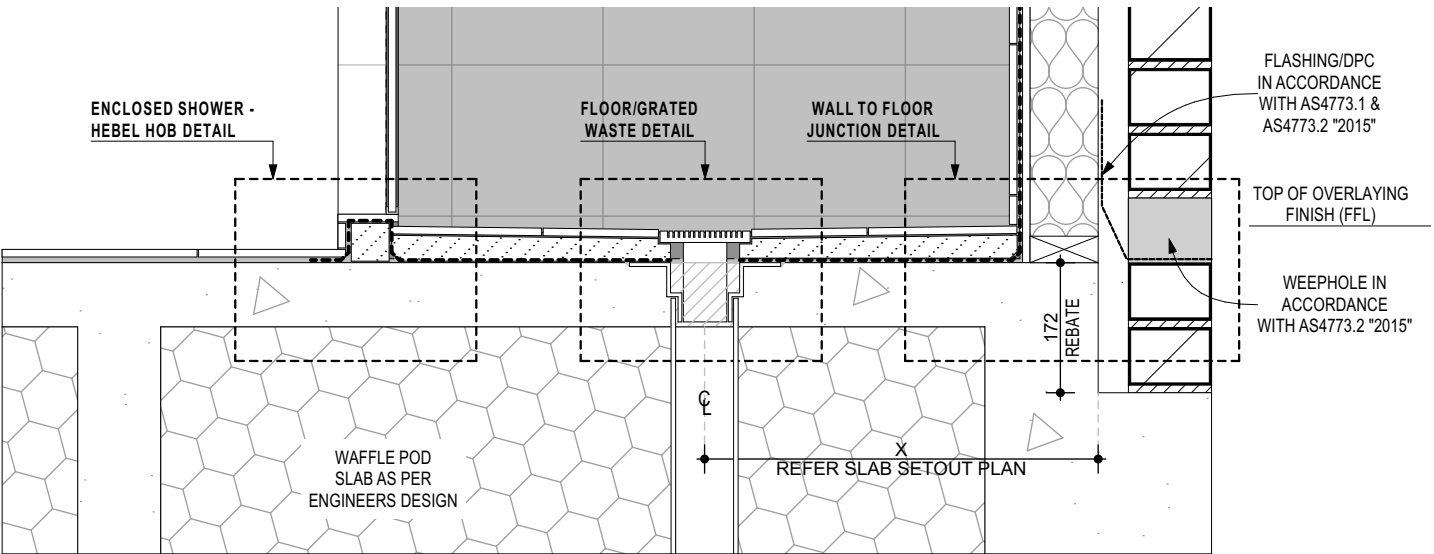 ENCLOSED SHOWER -
HEBEL HOB DETAIL
FLOOR/GRATED
WASTE DETAIL
WALL TO FLOOR
JUNCTION DETAIL
FLASHING/DPC
IN ACCORDANCE
WITH AS4773.1 &
AS4773.2 "2015"
TOP OF OVERLAYING
FINISH (FFL)
WEEPHOLE IN
ACCORDANCE
WITH AS4773.2 "2015"
172
REBATE
℄
X
REFER SLAB SETOUT PLAN
WAFFLE POD
SLAB AS PER
ENGINEERS DESIGN